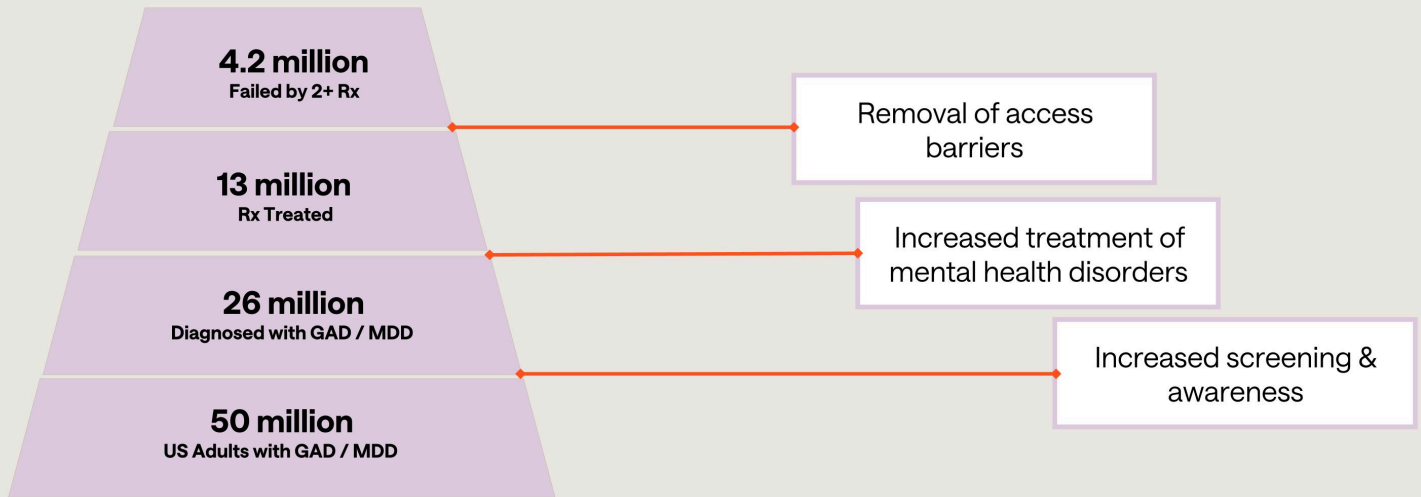 4.2 million
Failed by 2+ Rx
Removal of access
barriers
13 million
Rx Treated
Increased treatment of
mental health disorders
26 million
Diagnosed with GAD / MDD
Increased screening &
awareness
50 million
US Adults with GAD / MDD